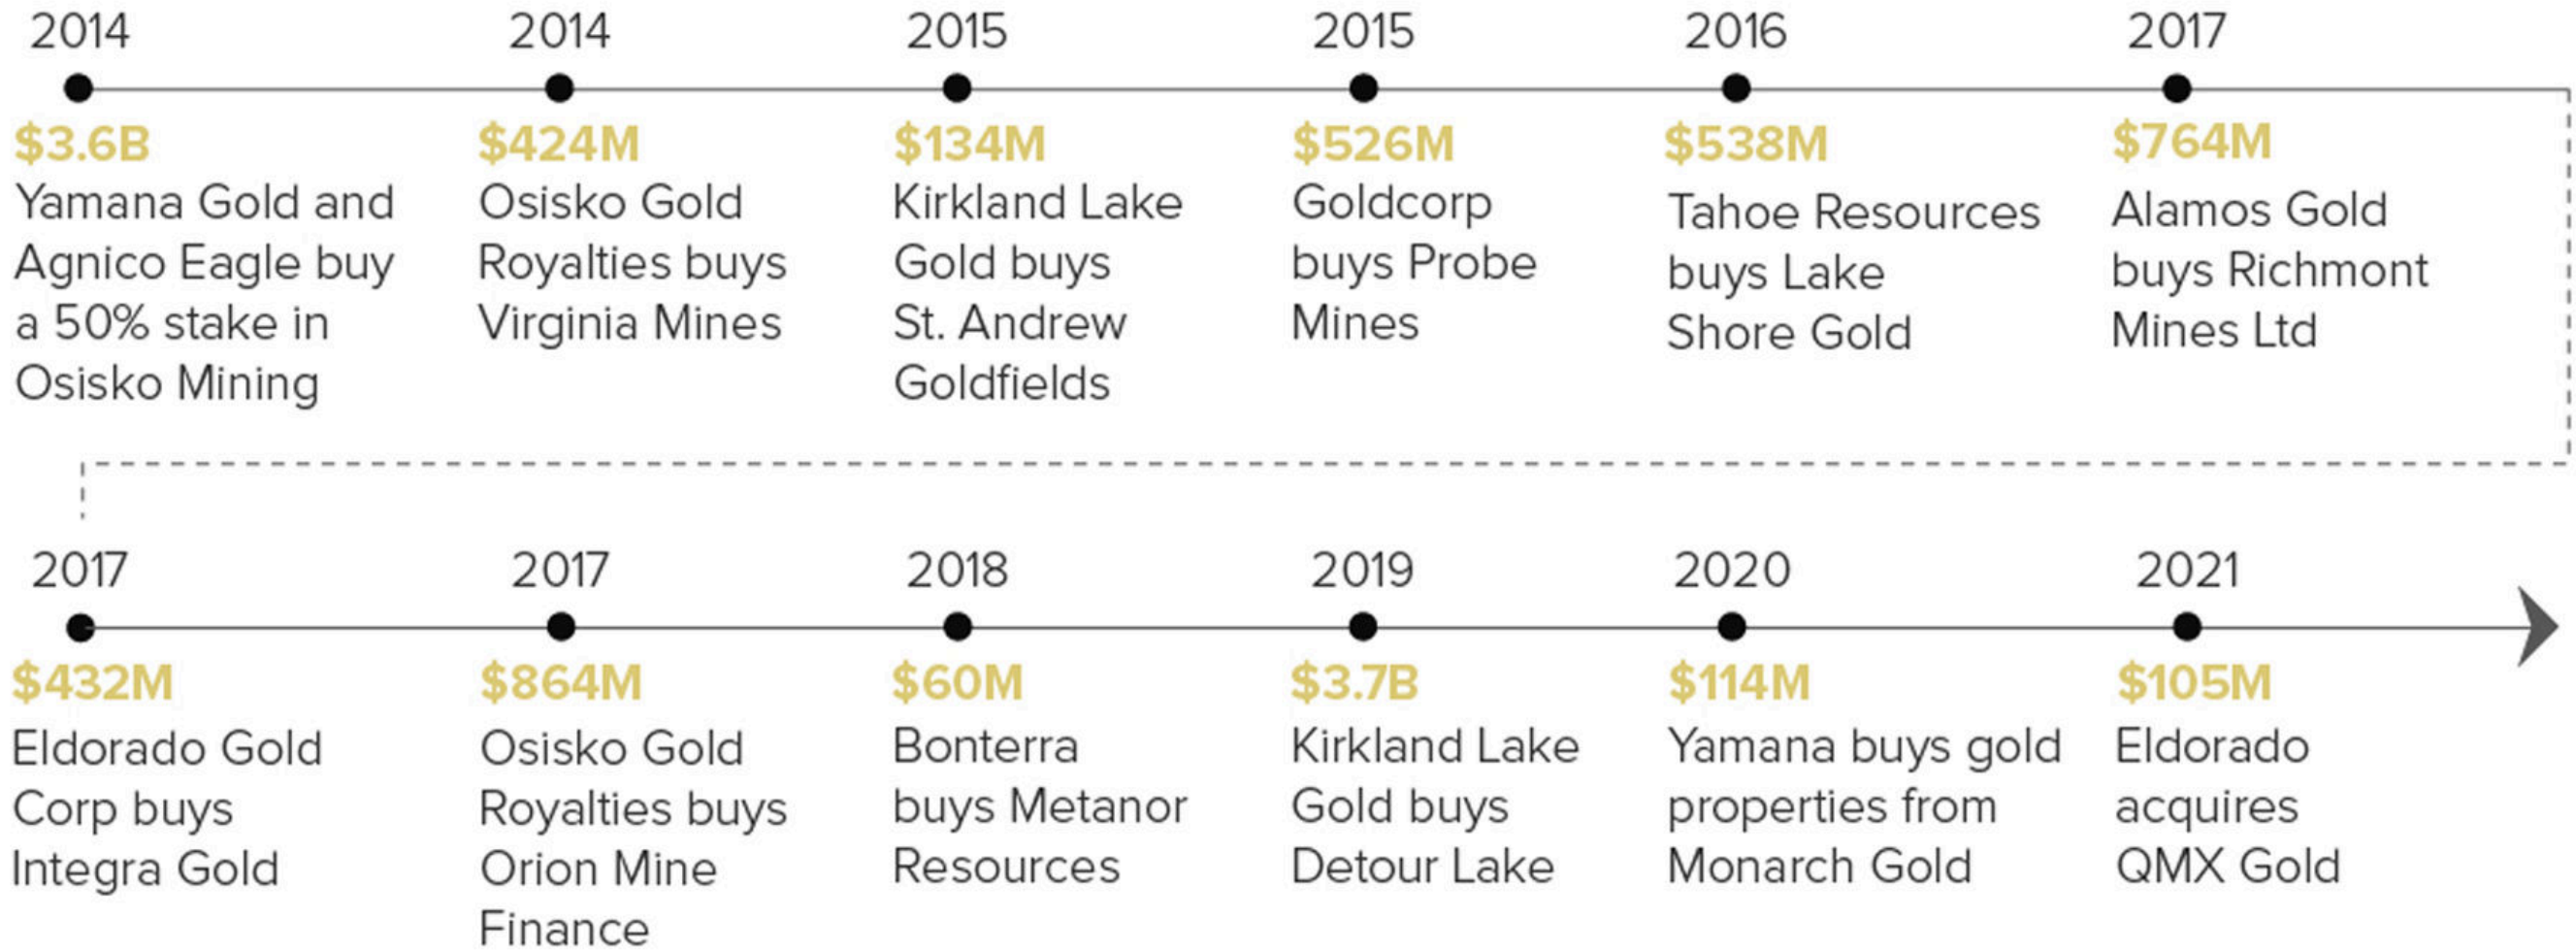 2014
$3.6B
Yamana Gold and
Agnico Eagle buy
a 50% stake in
Osisko Mining
2014
$424M
Osisko Gold
Royalties buys
Virginia Mines
2015
$134M
Kirkland Lake
Gold buys
St. Andrew
Goldfields
2015
$526M
Goldcorp
buys Probe
Mines
2016
$538M
Tahoe Resources
buys Lake
Shore Gold
2017
$764M
Alamos Gold
buys Richmont
Mines Ltd
2017
$432M
Eldorado Gold
Corp buys
Integra Gold
2017
$864M
Osisko Gold
Royalties buys
Orion Mine
Finance
2018
$60M
Bonterra
buys Metanor
Resources
2019
$3.7B
Kirkland Lake
Gold buys
Detour Lake
2020
$114M
Yamana buys gold
properties from
Monarch Gold
2021
$105M
Eldorado
acquires
QMX Gold